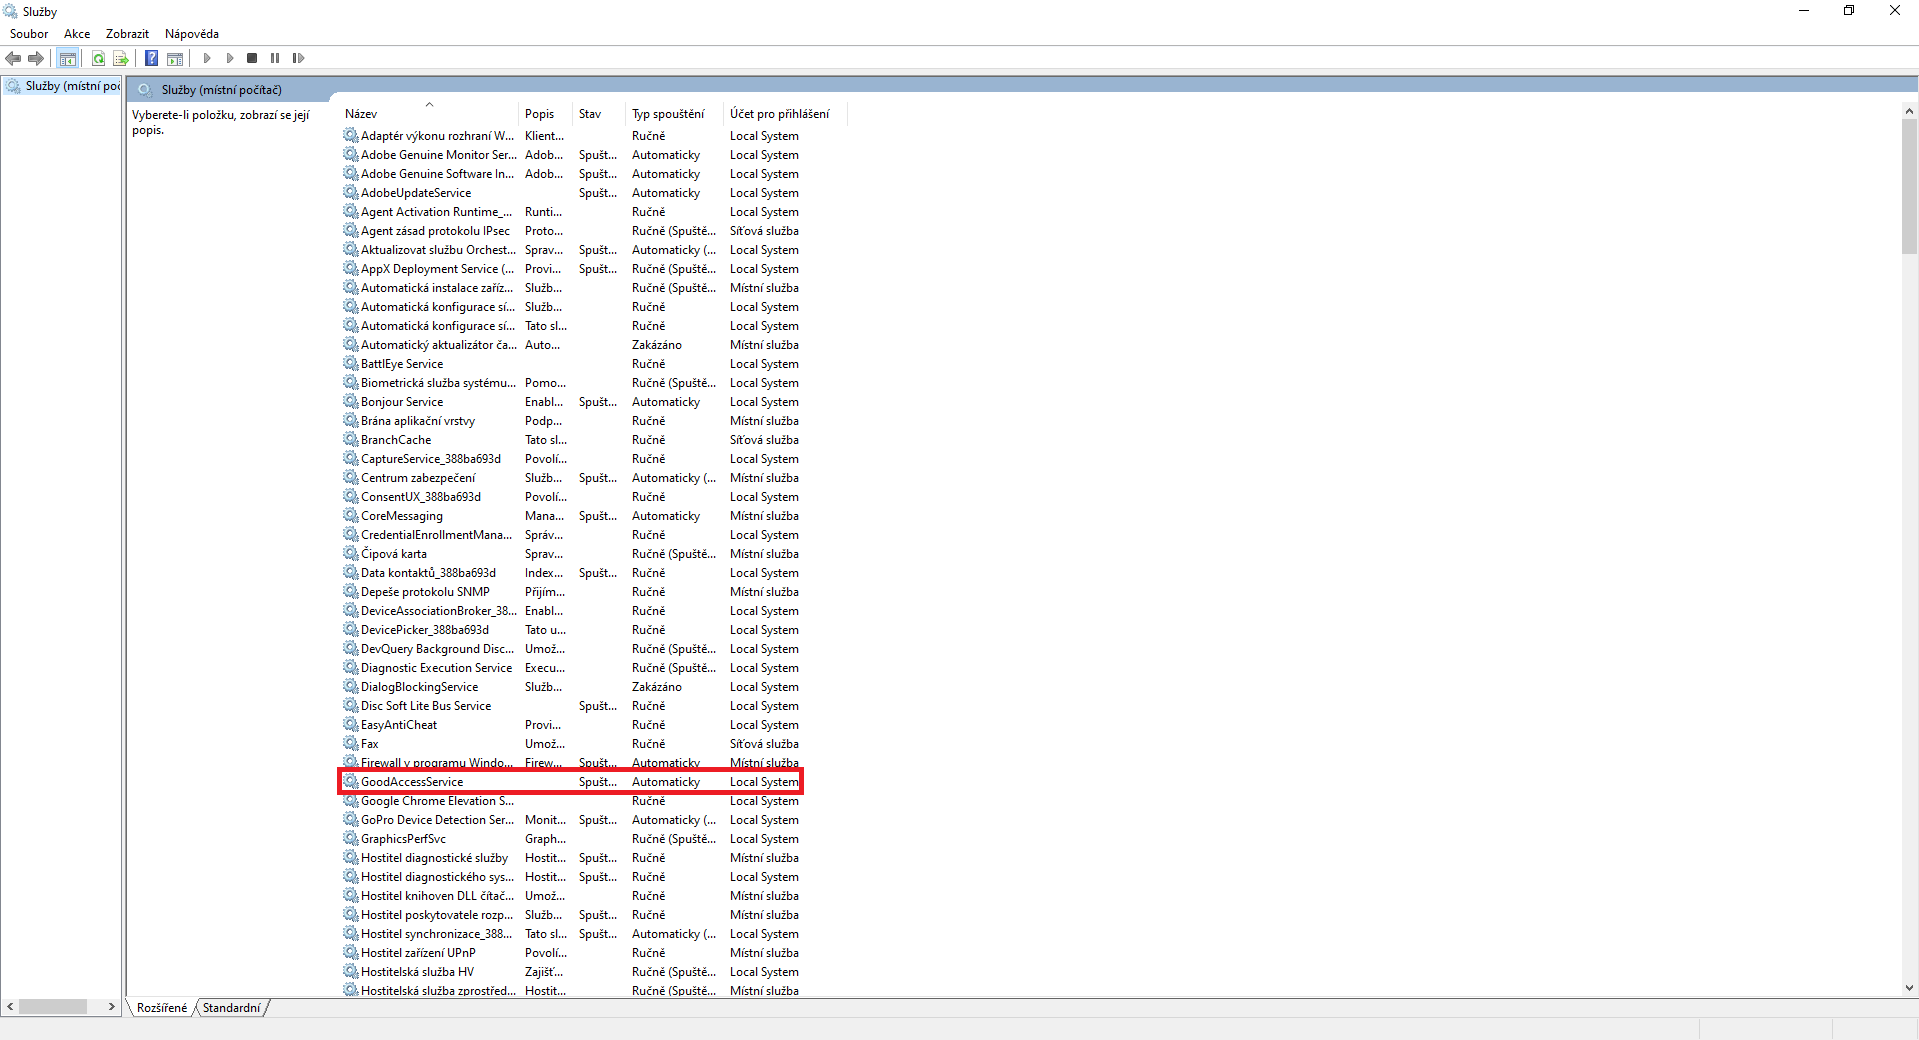 Služby
Soubor Akce Zobrazit Nápověda
Služby (místní poč
Služby (místní počítač)
Vyberete-li položku, zobrazí se její
popis.
Název Popis Stav Typ spouštění Účet pro přihlášení
Adaptér výkonu rozhraní W... Klient... Ručně Local System
Adobe Genuine Monitor Ser... Adob... Spušt... Automaticky Local System
Adobe Genuine Software In... Adob... Spušt... Automaticky Local System
AdobeUpdateService Spušt... Automaticky Local System
Agent Activation Runtime_... Runti... Ručně Local System
Agent zásad protokolu IPsec Proto... Ručně (Spuště... Síťová služba
Aktualizovat službu Orchest... Sprav... Spušt... Automaticky (... Local System
AppX Deployment Service (... Provi... Spušt... Ručně (Spuště... Local System
Automatická instalace zaříz... Služb... Ručně (Spuště... Místní služba
Automatická konfigurace sí... Služb... Ručně Local System
Automatická konfigurace sí... Tato sl... Ručně Local System
Automatický aktualizátor ča... Auto... Zakázáno Místní služba
BattlEye Service Ručně Local System
Biometrická služba systému... Pomo... Ručně (Spuště... Local System
Bonjour Service Enabl... Spušt... Automaticky Local System
Brána aplikační vrstvy Podp... Ručně Místní služba
BranchCache Tato sl... Ručně Síťová služba
CaptureService_388ba693d Povolí... Ručně Local System
Centrum zabezpečení Služb... Spušt... Automaticky (... Místní služba
ConsentUX_388ba693d Povolí... Ručně Local System
CoreMessaging Mana... Spušt... Automaticky Místní služba
CredentialEnrollmentMana... Správ... Ručně Local System
Čipová karta Sprav... Ručně (Spuště... Místní služba
Data kontaktů_388ba693d Index... Spušt... Ručně Local System
Depeše protokolu SNMP Přijím... Ručně Místní služba
DeviceAssociationBroker_38... Enabl... Ručně Local System
DevicePicker_388ba693d Tato u... Ručně Local System
DevQuery Background Disc... Umož... Ručně (Spuště... Local System
Diagnostic Execution Service Execu... Ručně (Spuště... Local System
DialogBlockingService Služb... Zakázáno Local System
Disc Soft Lite Bus Service Spušt... Ručně Local System
EasyAntiCheat Provi... Ručně Local System
Fax Umož... Ručně Síťová služba
Firewall v programu Windo... Firew... Spušt... Automaticky Místní služba
GoodAccessService Spušt... Automaticky Local System
Google Chrome Elevation S... Ručně Local System
GoPro Device Detection Ser... Monit... Spušt... Automaticky (... Local System
GraphicsPerfSvc Graph... Ručně (Spuště... Local System
Hostitel diagnostické služby Hostit... Spušt... Ručně Místní služba
Hostitel diagnostického sys... Hostit... Spušt... Ručně Local System
Hostitel knihoven DLL čítač... Umož... Ručně Místní služba
Hostitel poskytovatele rozp... Služb... Spušt... Ručně Místní služba
Hostitel synchronizace_388... Tato sl... Spušt... Automaticky (... Local System
Hostitel zařízení UPnP Povolí... Ručně Místní služba
Hostitelská služba HV Zajišť... Ručně (Spuště... Local System
Hostitelská služba zprostřed... Hostit... Ručně (Spuště... Místní služba
Rozšířené Standardní